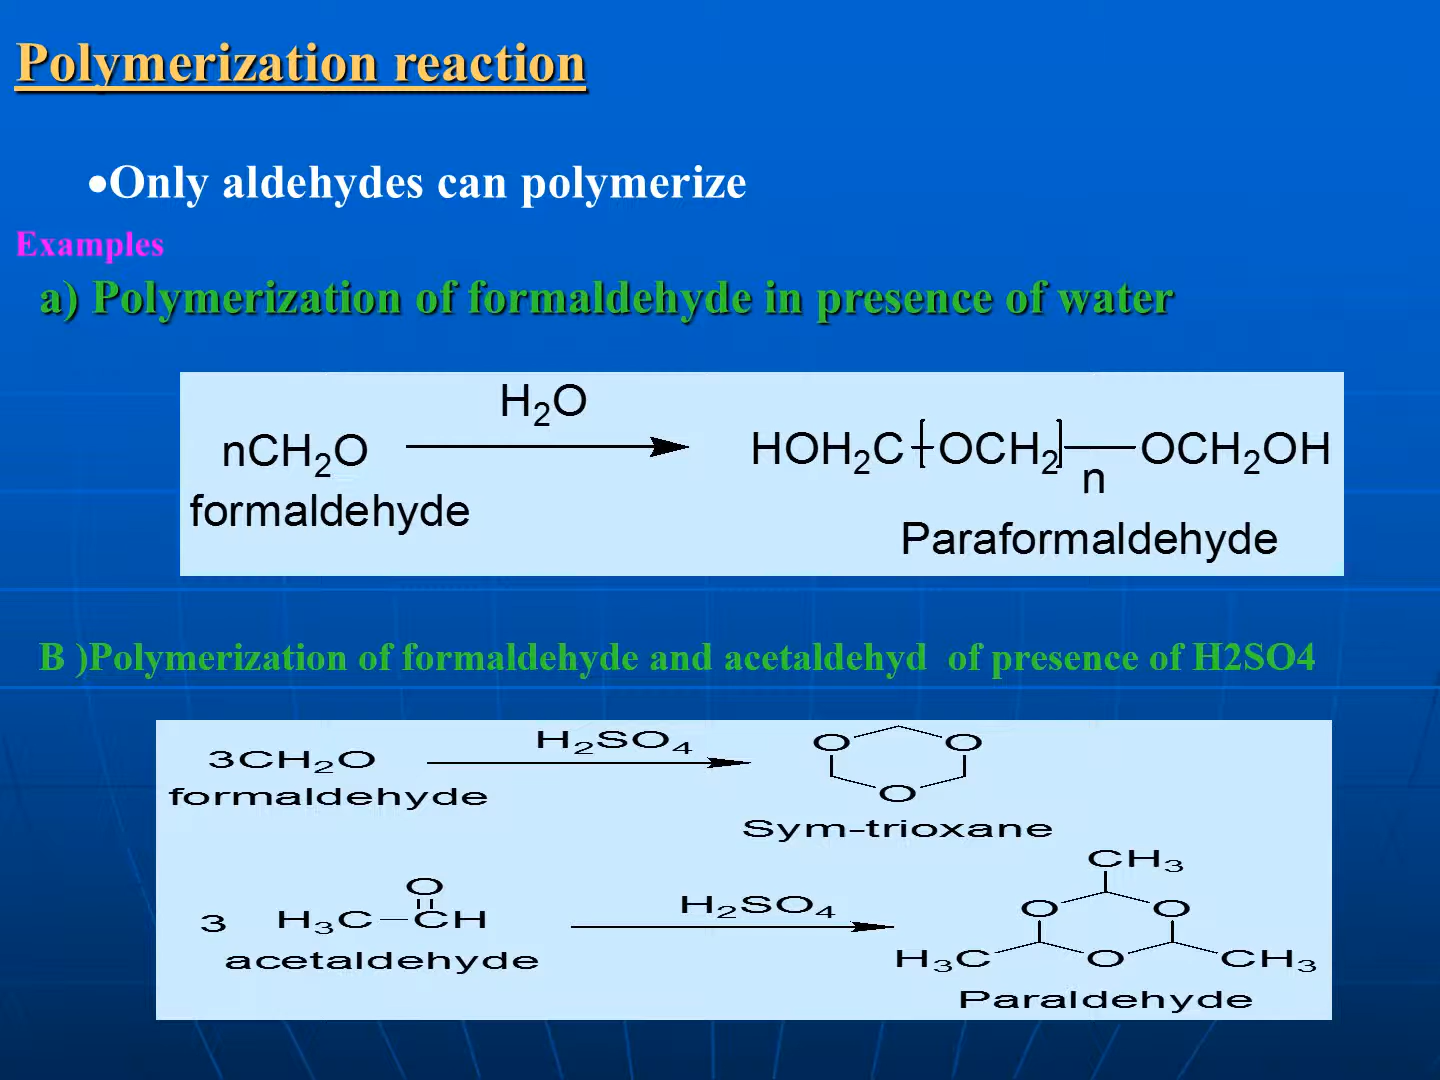 Polymerization reaction
•Only aldehydes can polymerize
Examples
a) Polymerization of formaldehyde in presence of water
H2O
nCH2O
HOH2C [OCH2] n OCH2OH
formaldehyde
Paraformaldehyde
B )Polymerization of formaldehyde and acetaldehyd of presence of H2SO4
H2SO4
3CH2O
O O
O
formaldehyde
Sym-trioxane
CH3
O
H2SO4
O O
3 H3C CH
H3C O CH3
acetaldehyde
Paraldehyde